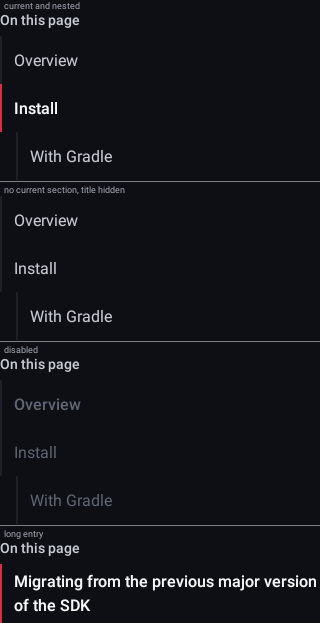 current and nested
On this page
Overview
Install
With Gradle
no current section, title hidden
Overview
Install
With Gradle
disabled
On this page
Overview
Install
With Gradle
long entry
On this page
Migrating from the previous major version
of the SDK